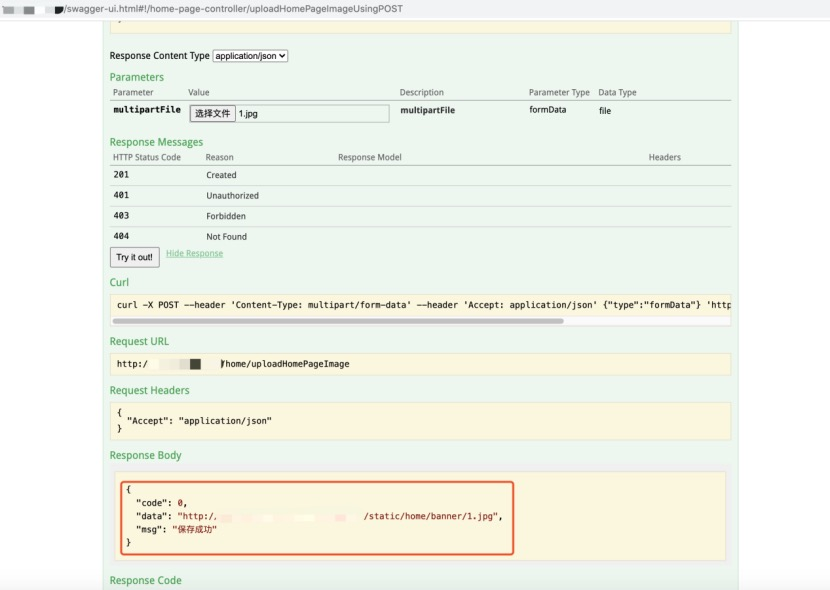 /swagger-ui.html#!/home-page-controller/uploadHomePageImageUsingPOST
Response Content Type application/json
Parameters
Parameter Value Description Parameter Type Data Type
multipartFile 选择文件 1.jpg multipartFile formData file
Response Messages
HTTP Status Code Reason Response Model Headers
201 Created
401 Unauthorized
403 Forbidden
404 Not Found
Try it out! Hide Response
Curl
curl -X POST --header 'Content-Type: multipart/form-data' --header 'Accept: application/json' {"type":"formData"} 'http
Request URL
http:/ /home/uploadHomePageImage
Request Headers
{
"Accept": "application/json"
}
Response Body
{
"code": 0,
"data": "http:/ /static/home/banner/1.jpg",
"msg": "保存成功"
}
Response Code